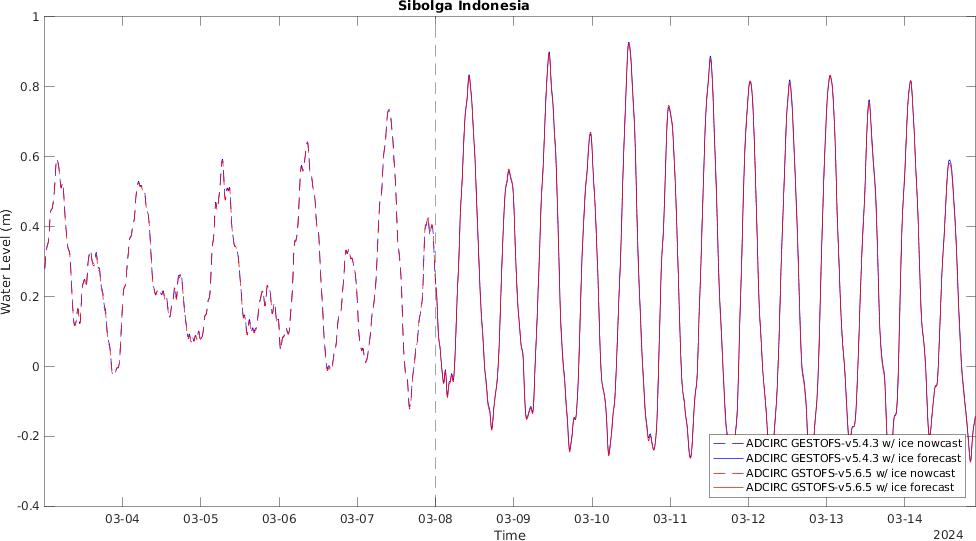 Sibolga Indonesia
1
0.8
0.6
0.4
0.2
0
-0.2
-0.4
Water Level (m)
03-04 03-05 03-06 03-07 03-08 03-09 03-10 03-11 03-12 03-13 03-14
Time
2024
ADCIRC GESTOFS-v5.4.3 w/ ice nowcast
ADCIRC GESTOFS-v5.4.3 w/ ice forecast
ADCIRC GSTOFS-v5.6.5 w/ ice nowcast
ADCIRC GSTOFS-v5.6.5 w/ ice forecast